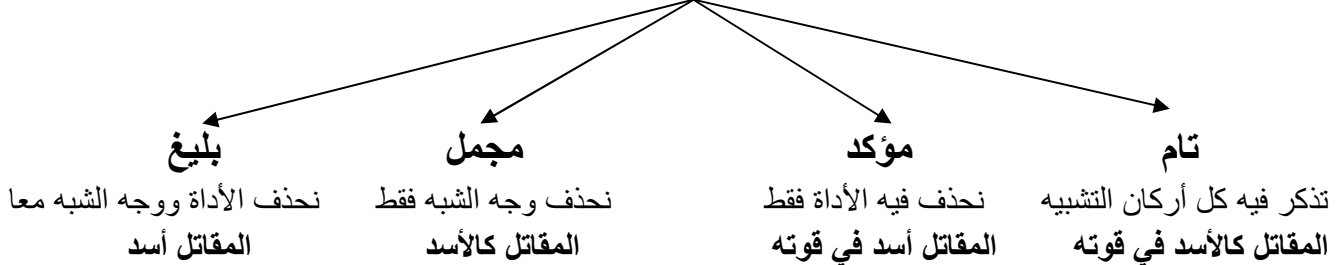 تام مؤكد مجمل بليغ
تذكر فيه كل أركان التشبيه نحذف فيه الأداة فقط نحذف وجه الشبه فقط نحذف الأداة ووجه الشبه معا
المقاتل كالأسد في قوته المقاتل أسد في قوته المقاتل كالأسد المقاتل أسد